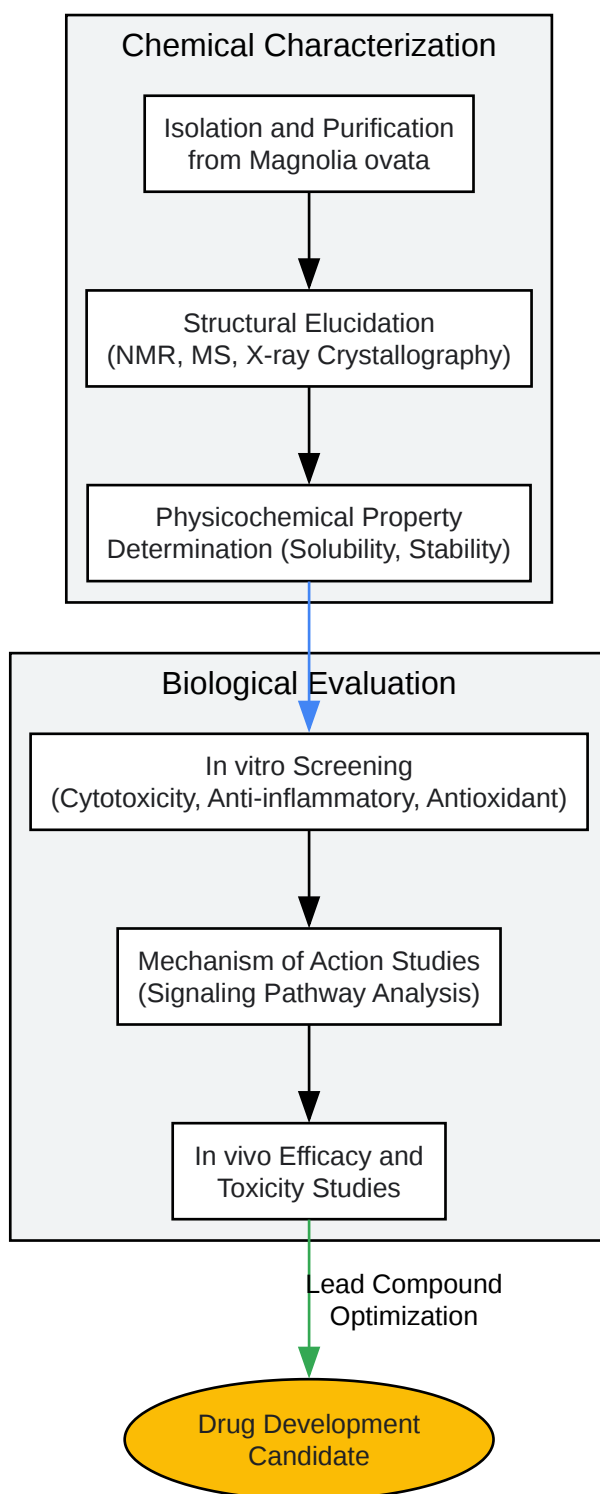 Chemical Characterization
Isolation and Purification
from Magnolia ovata
Structural Elucidation
(NMR, MS, X-ray Crystallography)
Physicochemical Property
Determination (Solubility, Stability)
Biological Evaluation
In vitro Screening
(Cytotoxicity, Anti-inflammatory, Antioxidant)
Mechanism of Action Studies
(Signaling Pathway Analysis)
In vivo Efficacy and
Toxicity Studies
Lead Compound
Optimization
Drug Development
Candidate